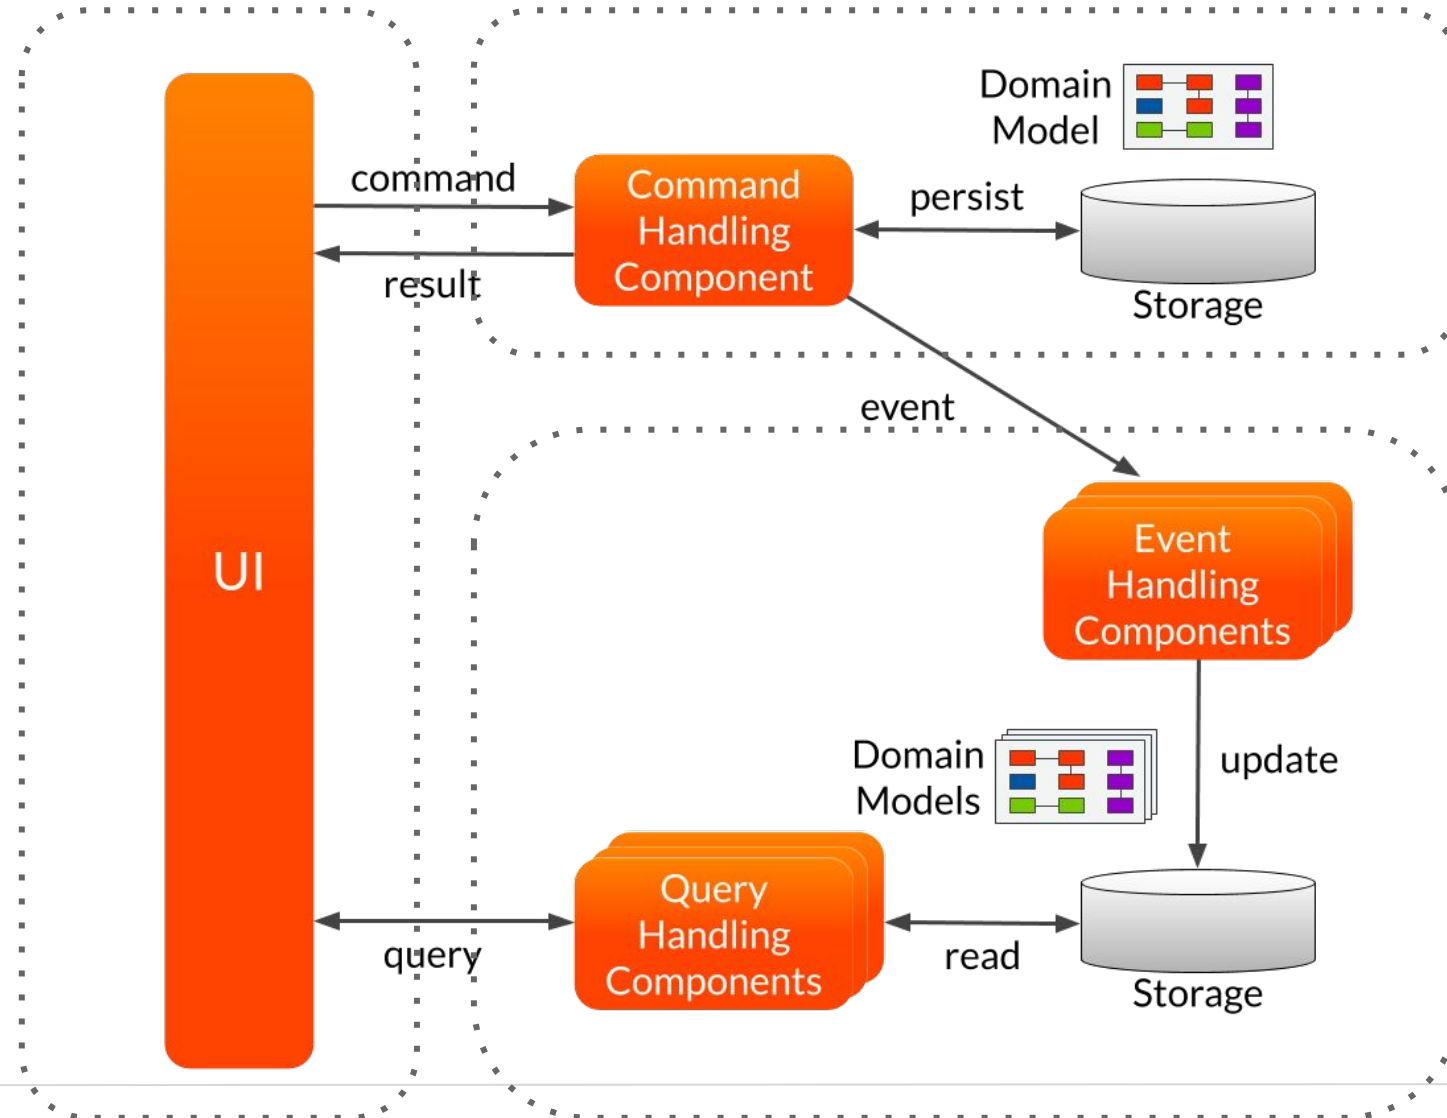 Domain
Model
command
Command
Handling
Component
persist
result
Storage
event
UI
Event
Handling
Components
Domain
Models
update
Query
Handling
Components
query
read
Storage